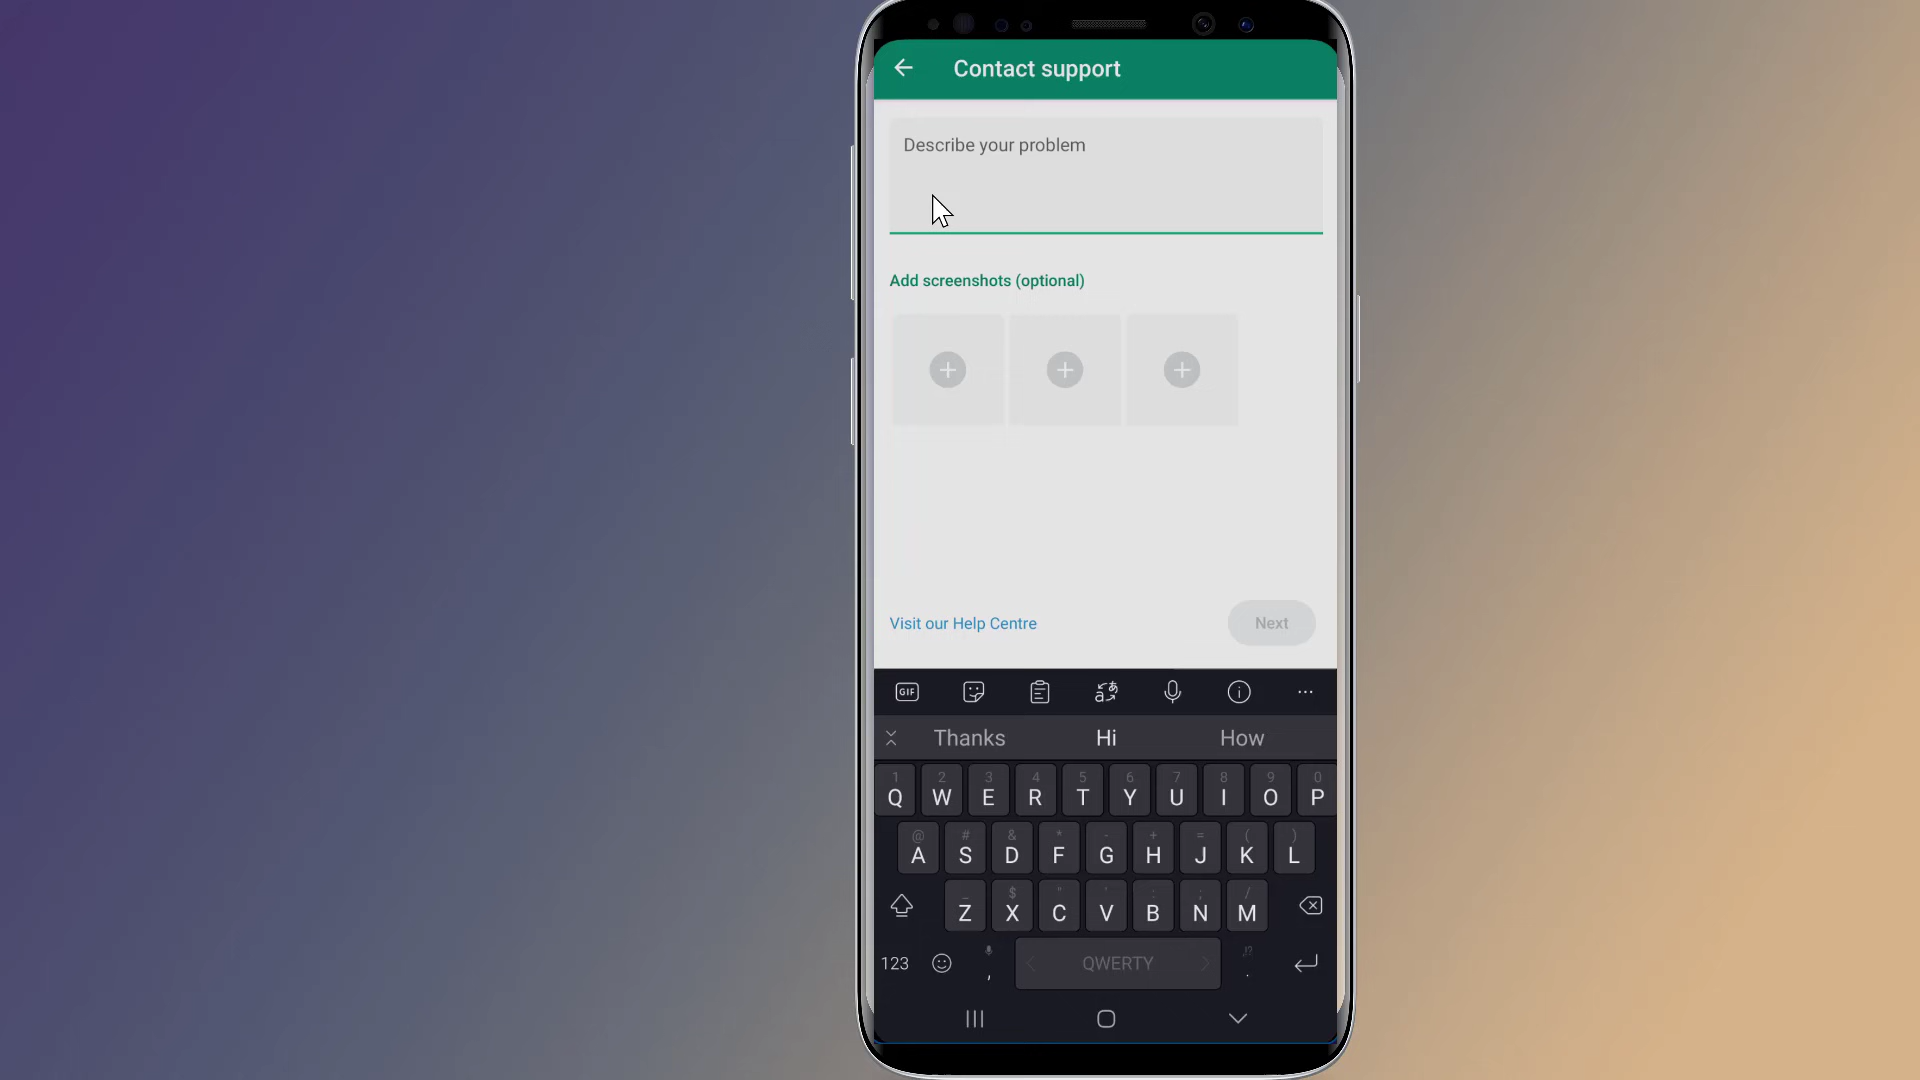 Contact support
Describe your problem
Add screenshots (optional)
Visit our Help Centre
Next
GIF
Thanks Hi How
1 2 3 4 5 6 7 8 9 0
Q W E R T Y U I O P
@ # & * - + = ( )
A S D F G H J K L
_ $ " ' : ; /
Z X C V B N M
123 , QWERTY .